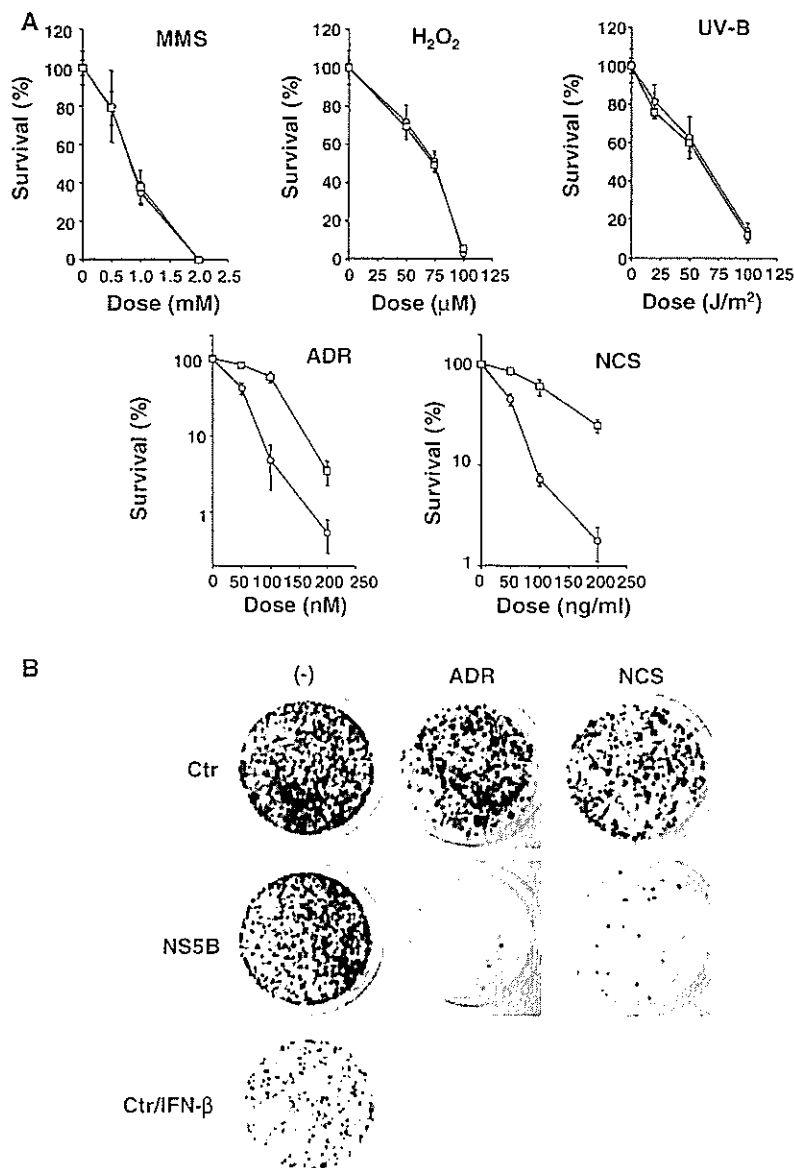 A
MMS
Survival (%)
100
80
60
40
20
0
0 0.5 1.0 1.5 2.0 2.5
Dose (mM)
H₂O₂
Survival (%)
120
100
80
60
40
20
0
0 25 50 75 100 125
Dose (μM)
UV-B
Survival (%)
120
100
80
60
40
20
0
0 25 50 75 100 125
Dose (J/m²)
ADR
Survival (%)
100
10
1
0 50 100 150 200 250
Dose (nM)
NCS
Survival (%)
100
10
1
0 50 100 150 200 250
Dose (ng/ml)
B
(-) ADR NCS
Ctr
NS5B
Ctr/IFN-β